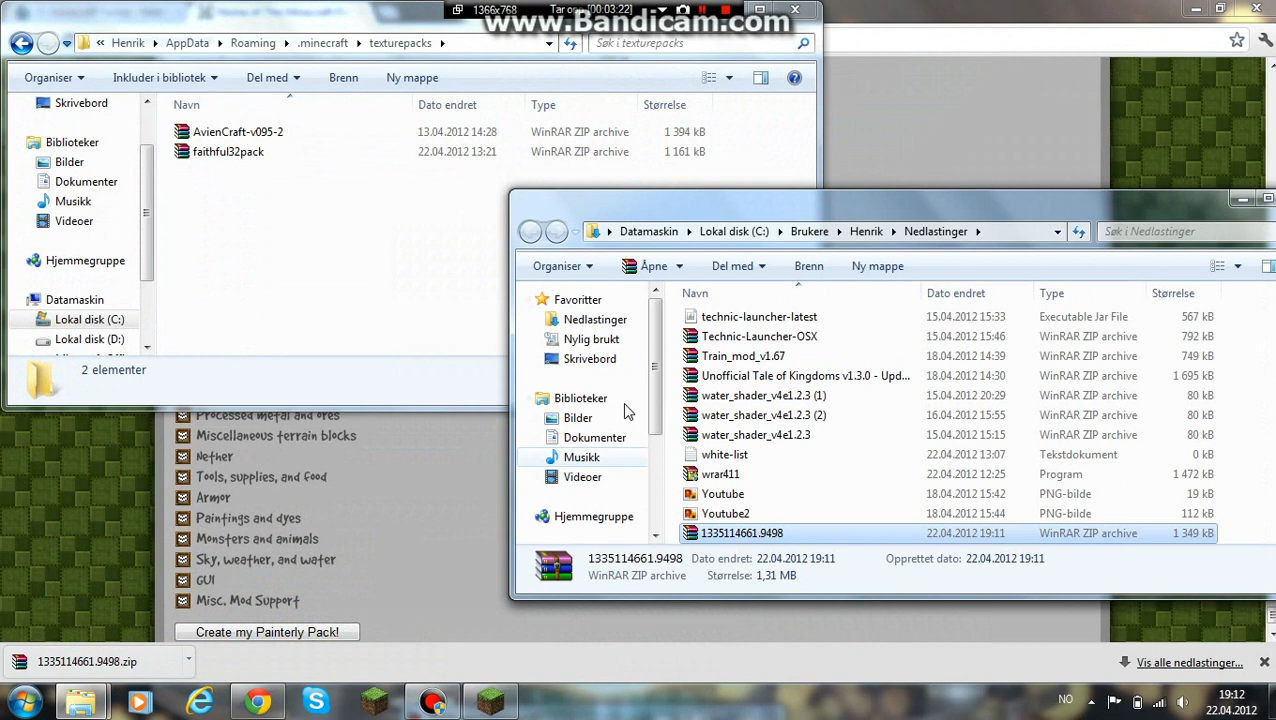 1366x768 Tar opp (00:03:22)
www.Bandicam.com
Henrik AppData Roaming .minecraft texturepacks Søk i texturepacks
Organiser Inkluder i bibliotek Del med Brenn Ny mappe
Skrivebord
Biblioteker
Bilder
Dokumenter
Musikk
Videoer
Hjemmegruppe
Datamaskin
Lokal disk (C:)
Lokal disk (D:)
Navn Dato endret Type Størrelse
AvienCraft-v095-2 13.04.2012 14:28 WinRAR ZIP archive 1 394 kB
faithful32pack 22.04.2012 13:21 WinRAR ZIP archive 1 161 kB
2 elementer
Datamaskin Lokal disk (C:) Brukere Henrik Nedlastinger Søk i Nedlastinger
Organiser Åpne Del med Brenn Ny mappe
Favoritter
Nedlastinger
Nylig brukt
Skrivebord
Biblioteker
Bilder
Dokumenter
Musikk
Videoer
Hjemmegruppe
Navn Dato endret Type Størrelse
technic-launcher-latest 15.04.2012 15:33 Executable Jar File 567 kB
Technic-Launcher-OSX 15.04.2012 15:46 WinRAR ZIP archive 792 kB
Train_mod_v1.67 18.04.2012 14:39 WinRAR ZIP archive 749 kB
Unofficial Tale of Kingdoms v1.3.0 - Upd... 18.04.2012 14:30 WinRAR ZIP archive 1 695 kB
water_shader_v4e1.2.3 (1) 15.04.2012 20:29 WinRAR ZIP archive 80 kB
water_shader_v4e1.2.3 (2) 16.04.2012 15:55 WinRAR ZIP archive 80 kB
water_shader_v4e1.2.3 15.04.2012 15:15 WinRAR ZIP archive 80 kB
white-list 22.04.2012 13:07 Tekstdokument 0 kB
wrar411 22.04.2012 12:25 Program 1 472 kB
Youtube 18.04.2012 15:42 PNG-bilde 19 kB
Youtube2 18.04.2012 15:44 PNG-bilde 112 kB
1335114661.9498 22.04.2012 19:11 WinRAR ZIP archive 1 349 kB
1335114661.9498 Dato endret: 22.04.2012 19:11 Opprettet dato: 22.04.2012 19:11
WinRAR ZIP archive Størrelse: 1,31 MB
Processed metal and ores
Miscellaneous terrain blocks
Nether
Tools, supplies, and food
Armor
Paintings and dyes
Monsters and animals
Sky, weather, and water
GUI
Misc. Mod Support
Create my Painterly Pack!
1335114661.9498.zip Vis alle nedlastinger...
NO 19:12
22.04.2012